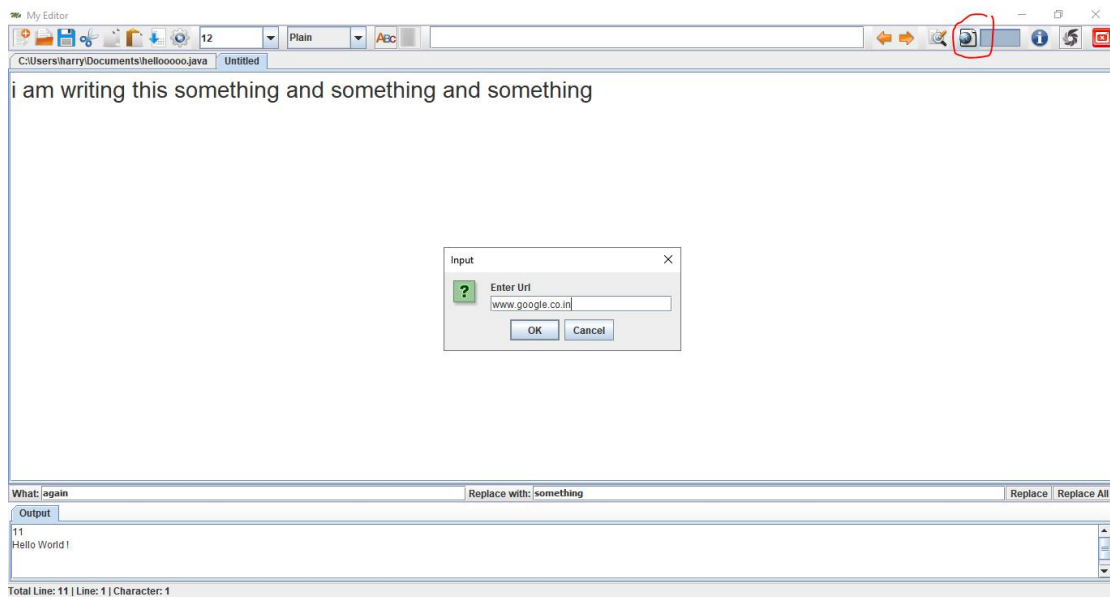 My Editor
12 Plain ABC
C:\Users\harry\Documents\hellooooo.java Untitled
i am writing this something and something and something
Input
Enter Url
www.google.co.in
OK Cancel
What: again Replace with: something Replace Replace All
Output
11
Hello World !
Total Line: 11 | Line: 1 | Character: 1